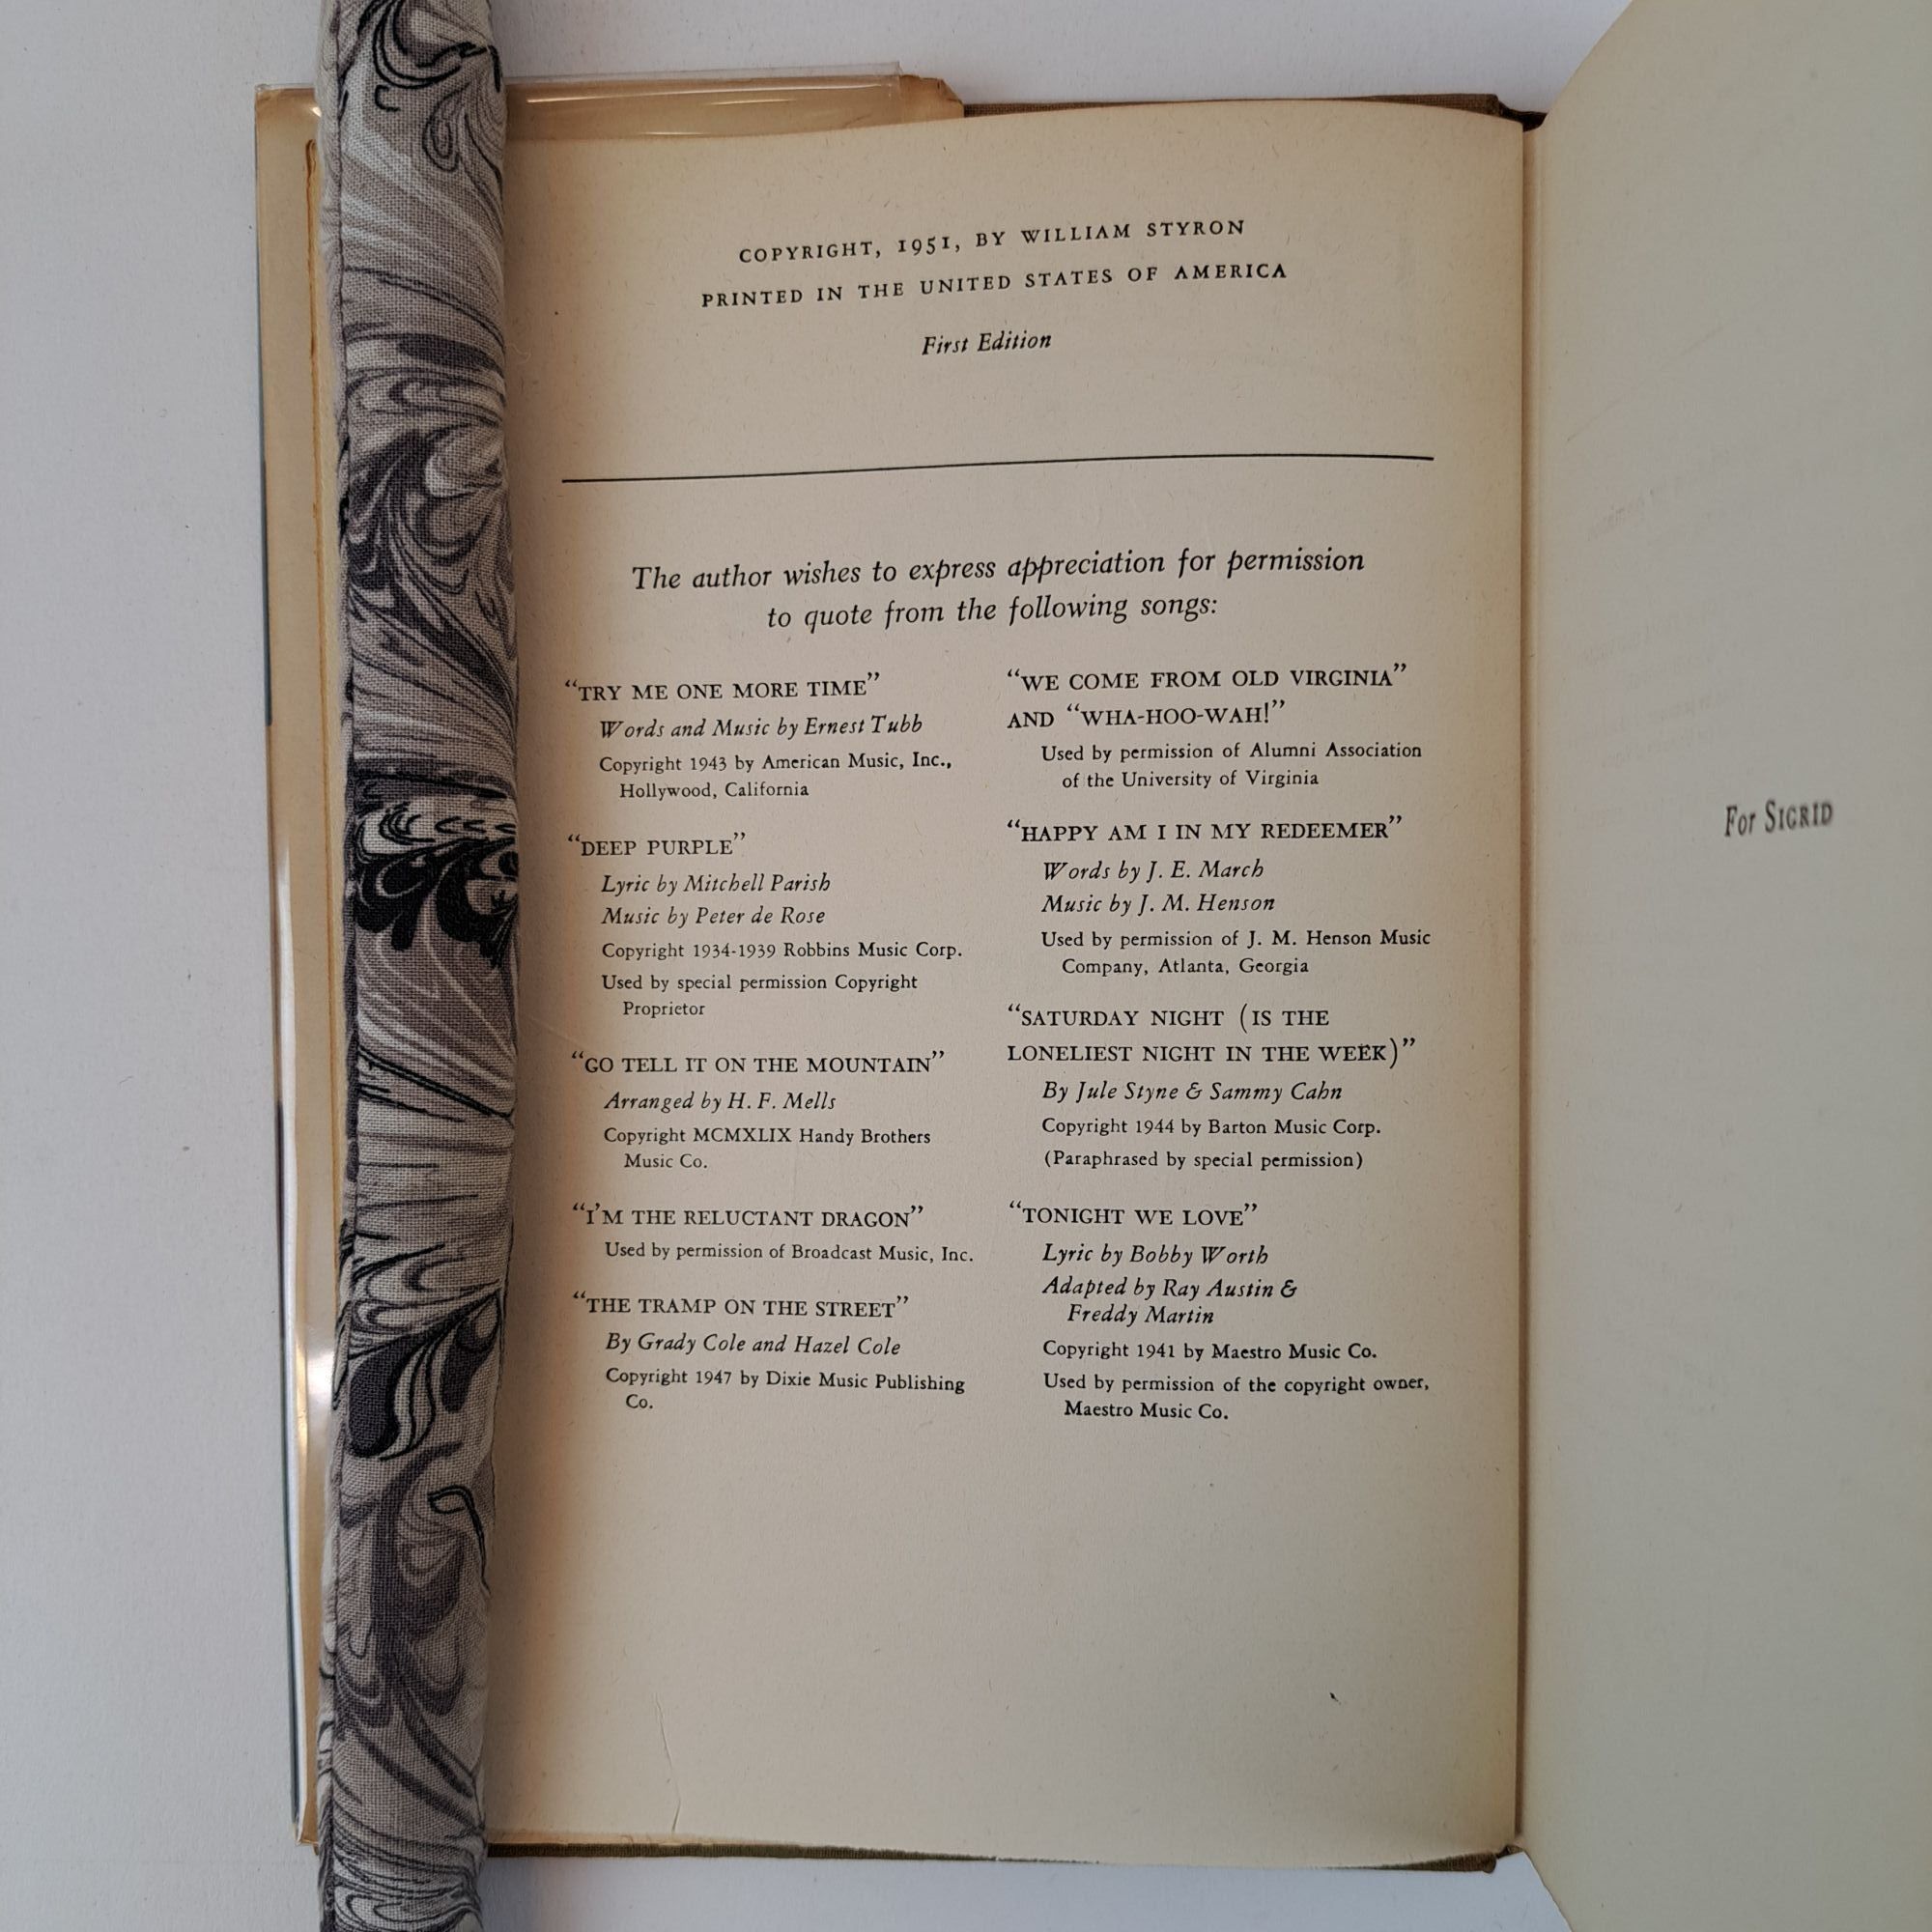 COPYRIGHT, 1951, BY WILLIAM STYRON
PRINTED IN THE UNITED STATES OF AMERICA
First Edition
The author wishes to express appreciation for permission
to quote from the following songs:
"TRY ME ONE MORE TIME"
Words and Music by Ernest Tubb
Copyright 1943 by American Music, Inc.,
Hollywood, California
"DEEP PURPLE"
Lyric by Mitchell Parish
Music by Peter de Rose
Copyright 1934-1939 Robbins Music Corp.
Used by special permission Copyright
Proprietor
"GO TELL IT ON THE MOUNTAIN"
Arranged by H. F. Mells
Copyright MCMXLIX Handy Brothers
Music Co.
"I'M THE RELUCTANT DRAGON"
Used by permission of Broadcast Music, Inc.
"THE TRAMP ON THE STREET"
By Grady Cole and Hazel Cole
Copyright 1947 by Dixie Music Publishing
Co.
"WE COME FROM OLD VIRGINIA"
AND "WHA-HOO-WAH!"
Used by permission of Alumni Association
of the University of Virginia
"HAPPY AM I IN MY REDEEMER"
Words by J. E. March
Music by J. M. Henson
Used by permission of J. M. Henson Music
Company, Atlanta, Georgia
"SATURDAY NIGHT (IS THE
LONELIEST NIGHT IN THE WEEK)"
By Jule Styne & Sammy Cahn
Copyright 1944 by Barton Music Corp.
(Paraphrased by special permission)
"TONIGHT WE LOVE"
Lyric by Bobby Worth
Adapted by Ray Austin &
Freddy Martin
Copyright 1941 by Maestro Music Co.
Used by permission of the copyright owner,
Maestro Music Co.
For SIGRID